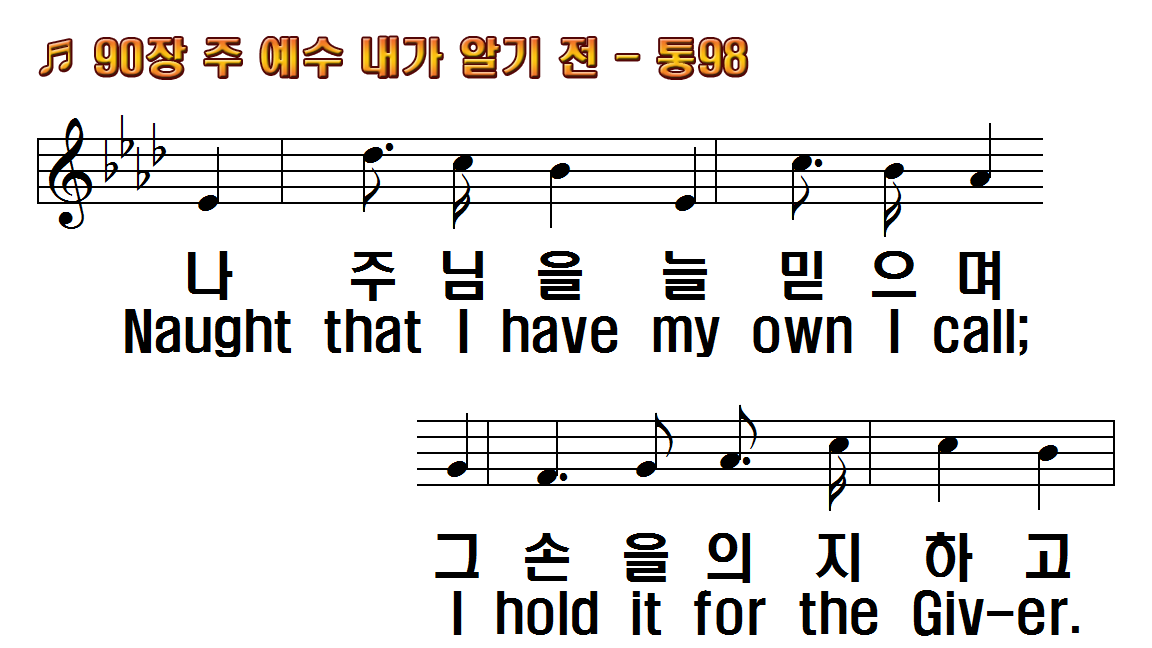 90장 주 예수 내가 알기 전 - 통98
나 주 님 을 늘 믿 으 며
Naught that I have my own I call;
그 손 을 의 지 하 고
I hold it for the Giv-er.